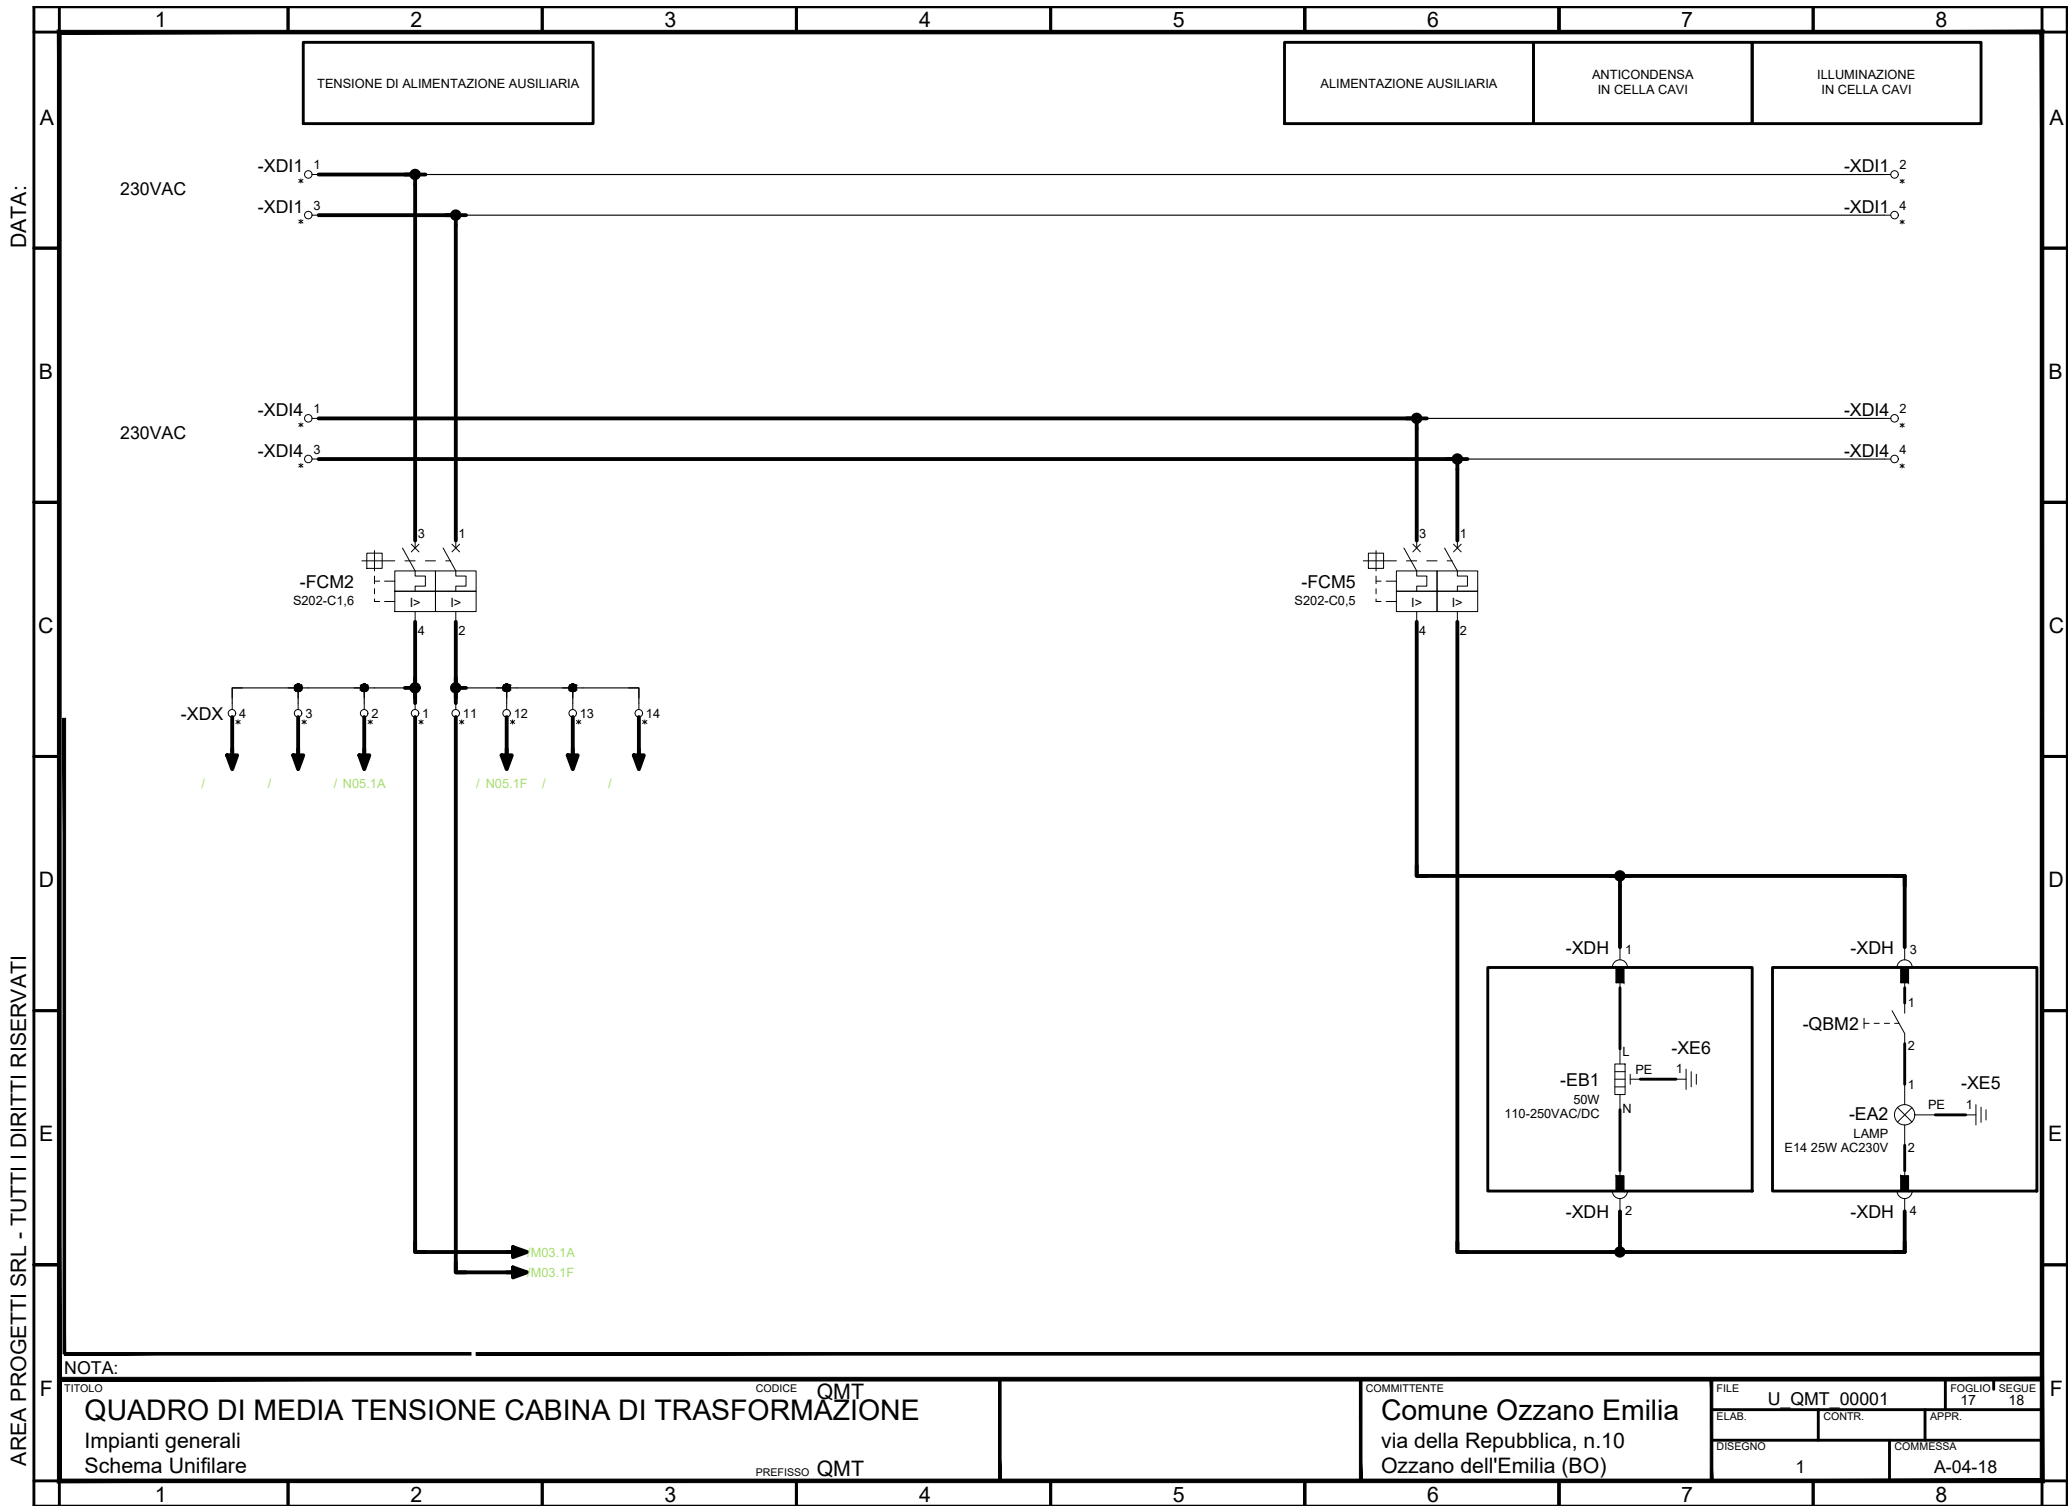 1 2 3 4 5 6 7 8
TENSIONE DI ALIMENTAZIONE AUSILIARIA
ALIMENTAZIONE AUSILIARIA
ANTICONDENSA
IN CELLA CAVI
ILLUMINAZIONE
IN CELLA CAVI
A A
DATA:
230VAC
-XDI1 1 * -XDI1 2 *
-XDI1 3 * -XDI1 4 *
B B
230VAC
-XDI4 1 * -XDI4 2 *
-XDI4 3 * -XDI4 4 *
3 1 3 1
-FCM2
S202-C1,6
I> I>
-FCM5
S202-C0,5
I> I>
C C
4 2 4 2
-XDX 4 * 3 * 2 * 1 * 11 * 12 * 13 * 14 *
/ / / N05.1A / N05.1F / /
D D
-XDH 1 -XDH 3
1
-QBM2
2
L
-XE6
-EB1
PE 1
50W
110-250VAC/DC
N
1
-XE5
-EA2
PE 1
LAMP
E14 25W AC230V
2
E E
-XDH 2 -XDH 4
M03.1A
M03.1F
AREA PROGETTI SRL - TUTTI I DIRITTI RISERVATI
NOTA:
F F
TITOLO
QUADRO DI MEDIA TENSIONE CABINA DI TRASFORMAZIONE
Impianti generali
Schema Unifilare
CODICE QMT
PREFISSO QMT
COMMITTENTE
Comune Ozzano Emilia
via della Repubblica, n.10
Ozzano dell'Emilia (BO)
FILE
U_QMT_00001
FOGLIO SEGUE
17 18
ELAB. CONTR. APPR.
DISEGNO
1
COMMESSA
A-04-18
1 2 3 4 5 6 7 8